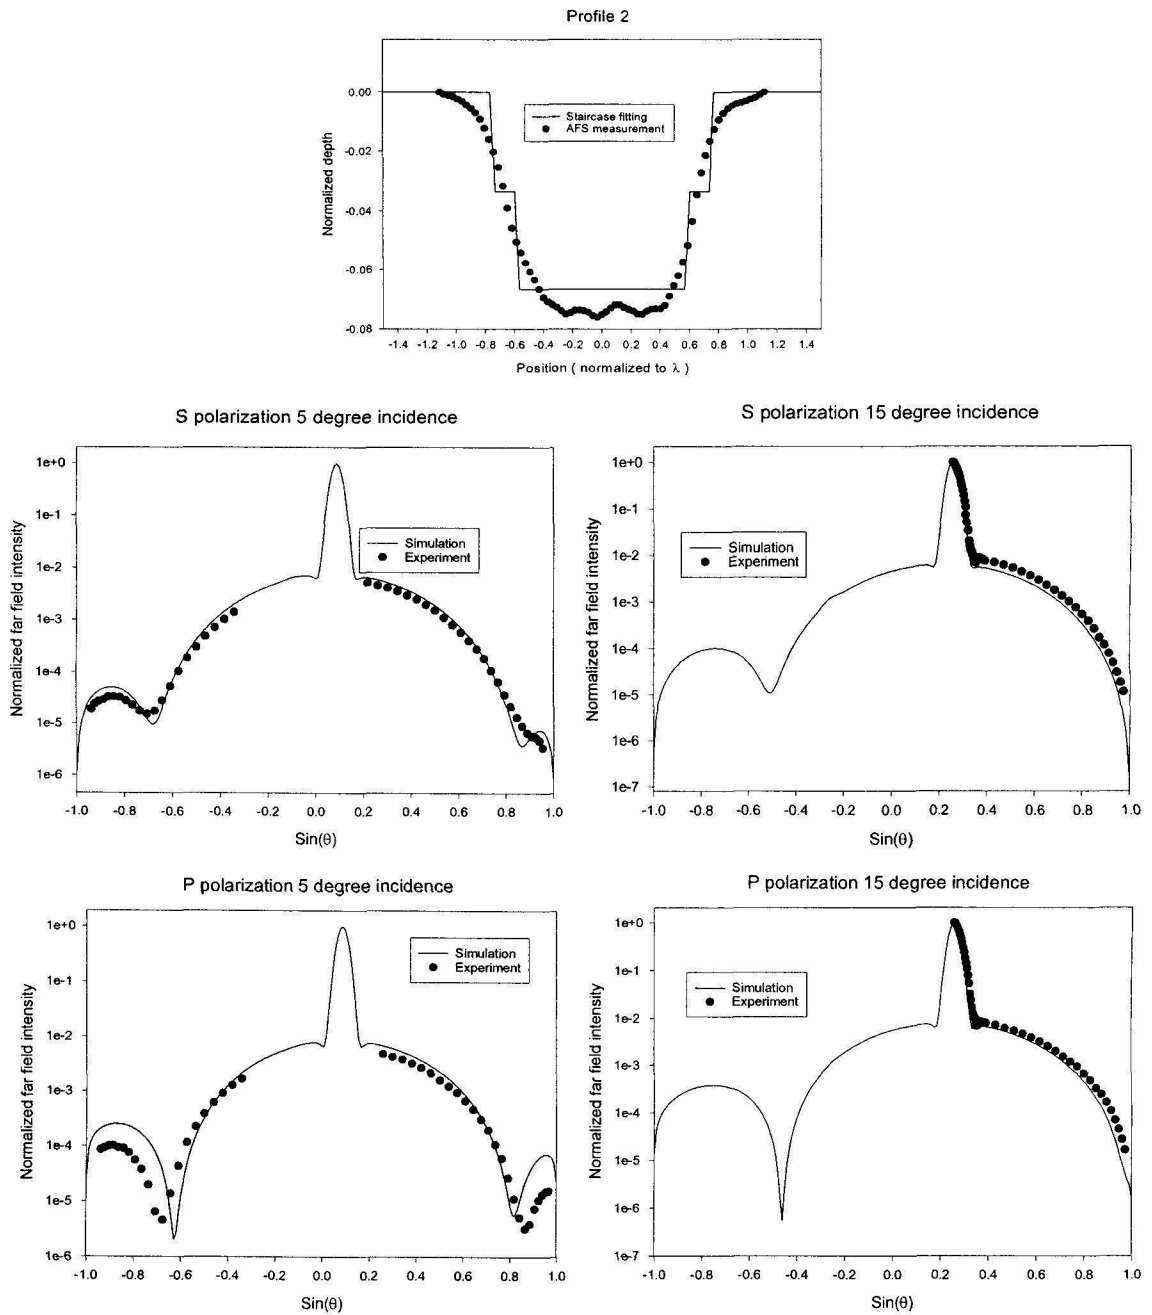 Profile 2
Normalized depth
0.00
-0.02
-0.04
-0.06
-0.08
Staircase fitting
AFS measurement
-1.4 -1.2 -1.0 -0.8 -0.6 -0.4 -0.2 0.0 0.2 0.4 0.6 0.8 1.0 1.2 1.4
Position ( normalized to λ )
S polarization 5 degree incidence
Normalized far field intensity
1e+0
1e-1
1e-2
1e-3
1e-4
1e-5
1e-6
Simulation
Experiment
-1.0 -0.8 -0.6 -0.4 -0.2 0.0 0.2 0.4 0.6 0.8 1.0
Sin(θ)
S polarization 15 degree incidence
Normalized far field intensity
1e+0
1e-1
1e-2
1e-3
1e-4
1e-5
1e-6
1e-7
Simulation
Experiment
-1.0 -0.8 -0.6 -0.4 -0.2 0.0 0.2 0.4 0.6 0.8 1.0
Sin(θ)
P polarization 5 degree incidence
Normalized far field intensity
1e+0
1e-1
1e-2
1e-3
1e-4
1e-5
1e-6
Simulation
Experiment
-1.0 -0.8 -0.6 -0.4 -0.2 0.0 0.2 0.4 0.6 0.8 1.0
Sin(θ)
P polarization 15 degree incidence
Normalized far field intensity
1e+0
1e-1
1e-2
1e-3
1e-4
1e-5
1e-6
1e-7
Simulation
Experiment
-1.0 -0.8 -0.6 -0.4 -0.2 0.0 0.2 0.4 0.6 0.8 1.0
Sin(θ)